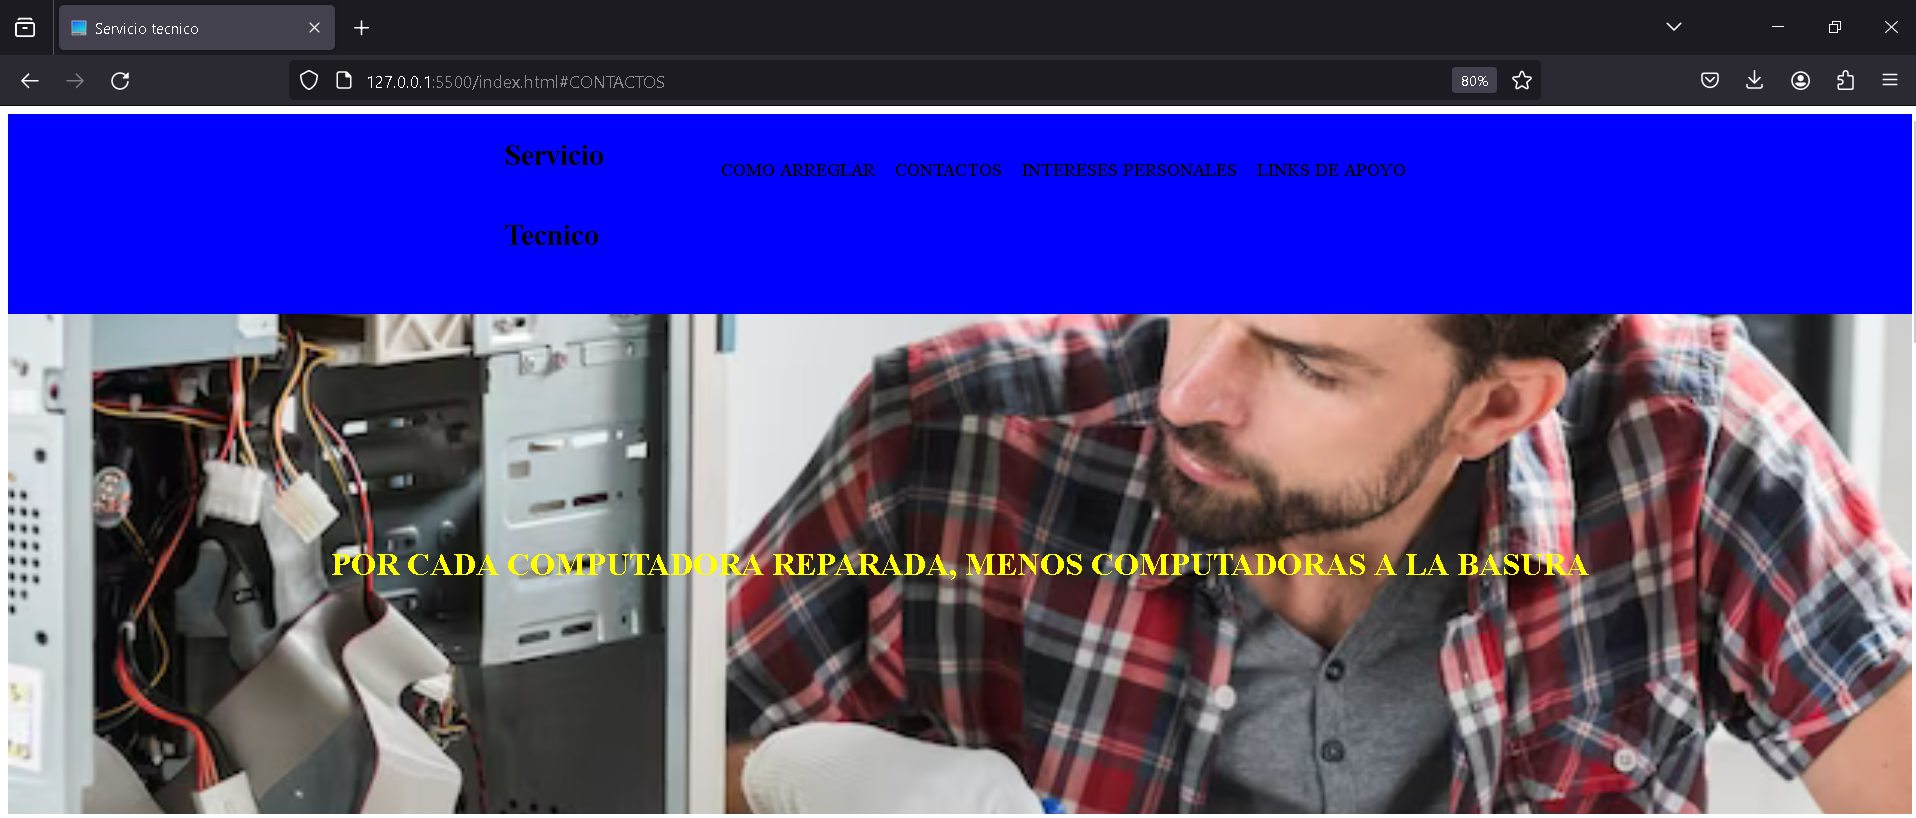 Servicio tecnico
127.0.0.1:5500/index.html#CONTACTOS
80%
Servicio
COMO ARREGLAR CONTACTOS INTERESES PERSONALES LINKS DE APOYO
Tecnico
POR CADA COMPUTADORA REPARADA, MENOS COMPUTADORAS A LA BASURA